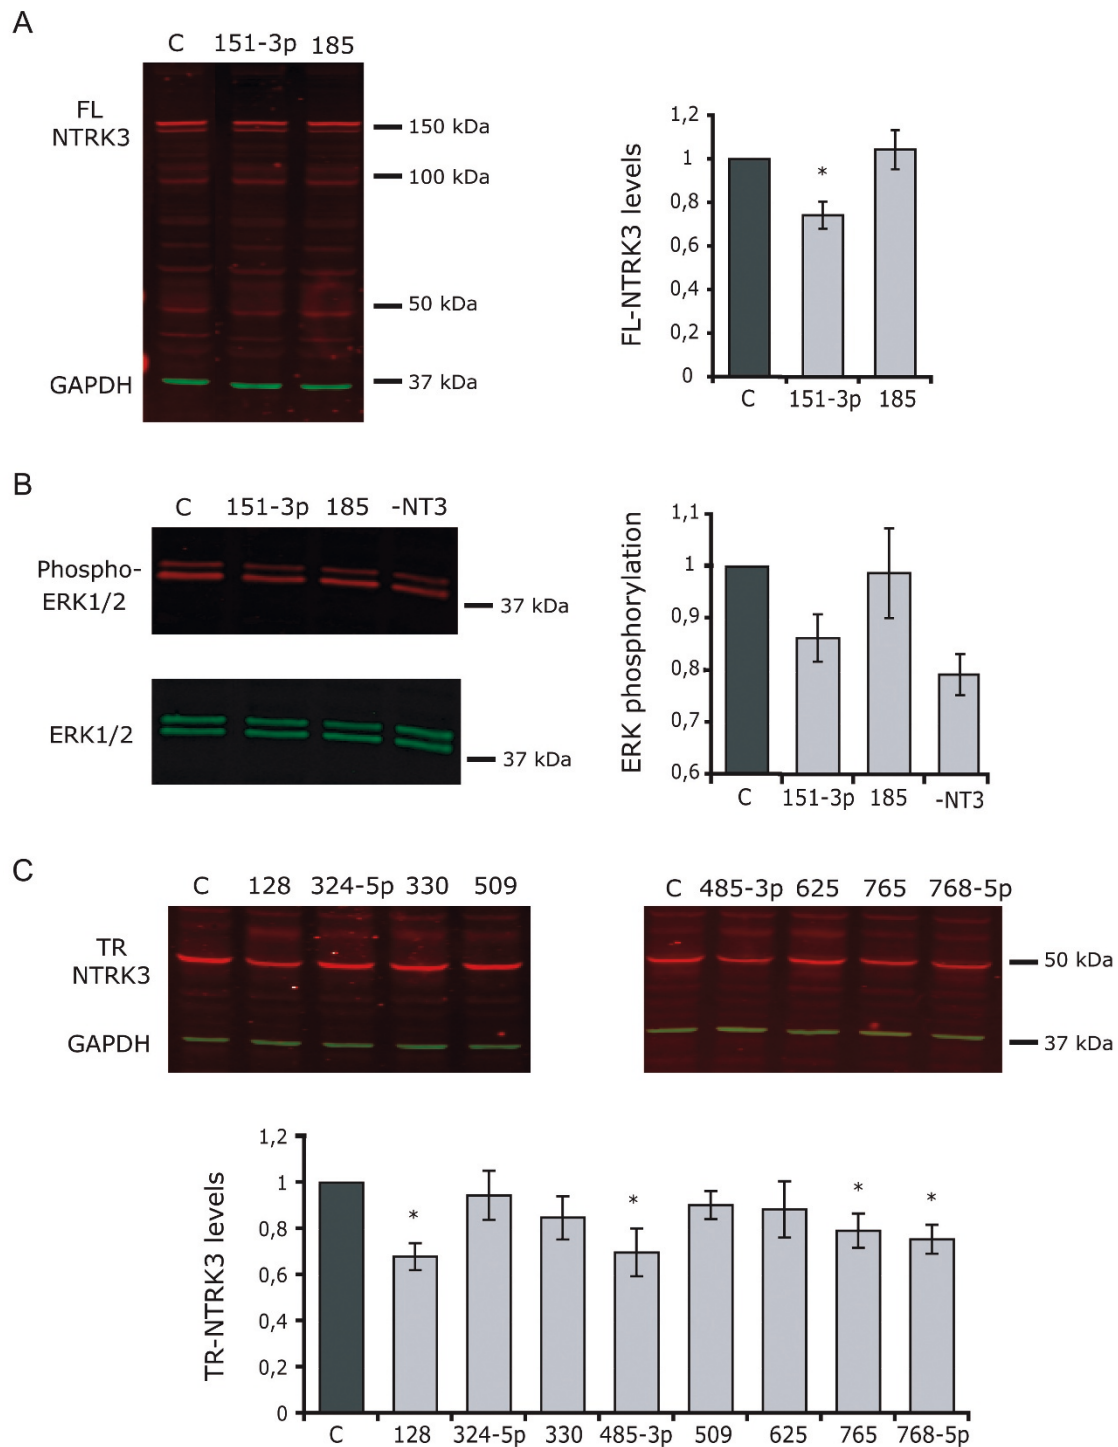 A
C 151-3p 185
FL
NTRK3
GAPDH
150 kDa
100 kDa
50 kDa
37 kDa
FL-NTRK3 levels
1,2
1
0,8
0,6
0,4
0,2
0
*
C 151-3p 185
B
C 151-3p 185 -NT3
Phospho-
ERK1/2
37 kDa
ERK1/2
37 kDa
ERK phosphorylation
1,1
1
0,9
0,8
0,7
0,6
C 151-3p 185 -NT3
C
C 128 324-5p 330 509
TR
NTRK3
GAPDH
C 485-3p 625 765 768-5p
50 kDa
37 kDa
TR-NTRK3 levels
1,2
1
0,8
0,6
0,4
0,2
0
* * * *
C 128 324-5p 330 485-3p 509 625 765 768-5p